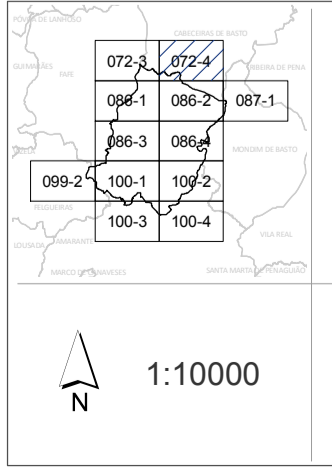 PÓVOA DE LANHOSO
CABECEIRAS DE BASTO
072-3 072-4
GUIMARÃES FAFE RIBEIRA DE PENA
086-1 086-2 087-1
086-3 086-4
MONDIM DE BASTO
099-2 100-1 100-2
FELGUEIRAS
100-3 100-4
LOUSADA AMARANTE VILA REAL
MARCO DE CANAVESES SANTA MARTA DE PENAGUIÃO
1:10000
N